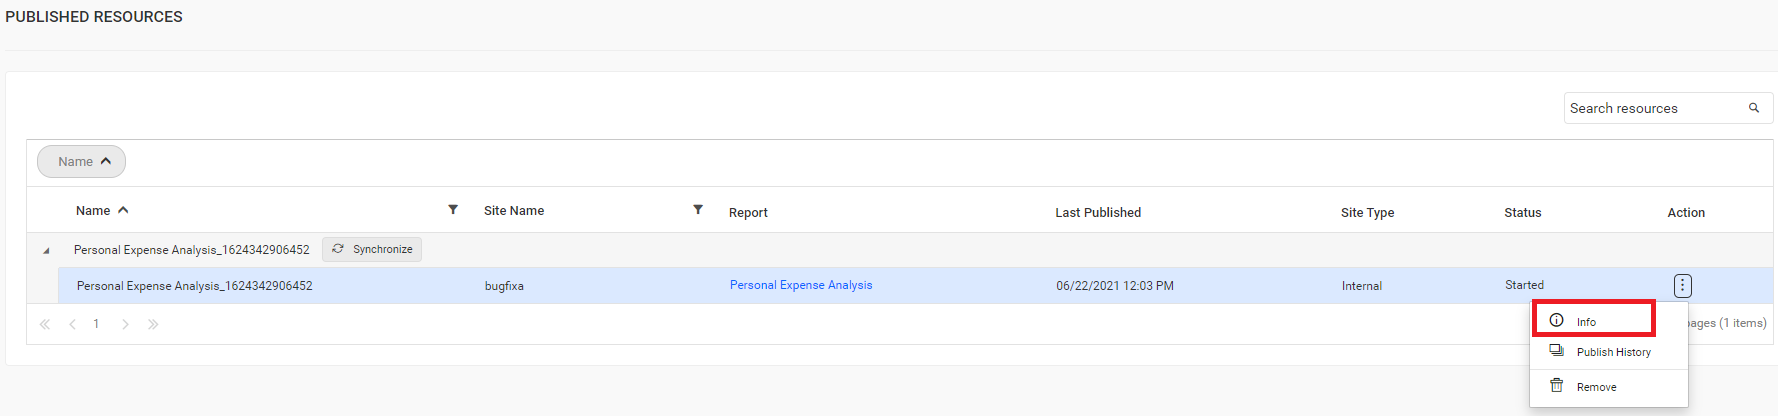 PUBLISHED RESOURCES
Search resources
Name
Name Site Name Report Last Published Site Type Status Action
Personal Expense Analysis_1624342906452 Synchronize
Personal Expense Analysis_1624342906452 bugfixa Personal Expense Analysis 06/22/2021 12:03 PM Internal Started
1 pages (1 items)
Info
Publish History
Remove